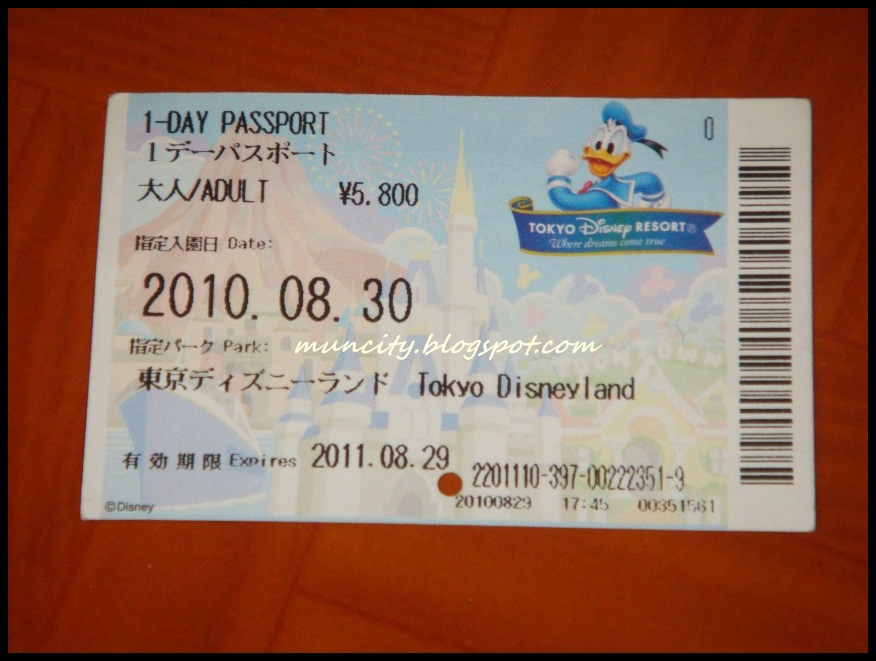 1-DAY PASSPORT
1デーパスポート
大人/ADULT ¥5.800
0
TOKYO Disney RESORT®
Where dreams come true
指定入園日 Date:
2010.08.30
指定パーク Park:
muncity.blogspot.com
TOONTOWN
東京ディズニーランド Tokyo Disneyland
有効期限 Expires 2011.08.29
2201110-397-00222351-9
20100829 17:45 00351561
©Disney